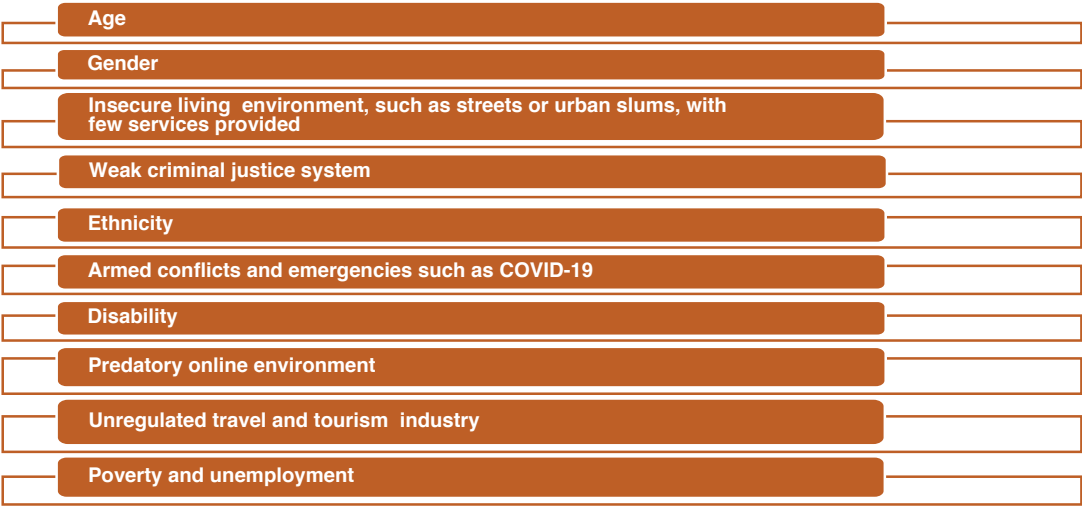 Age
Gender
Insecure living  environment, such as streets or urban slums, with
few services provided
Weak criminal justice system
Ethnicity
Armed conflicts and emergencies such as COVID-19
Disability
Predatory online environment
Unregulated travel and tourism  industry
Poverty and unemployment